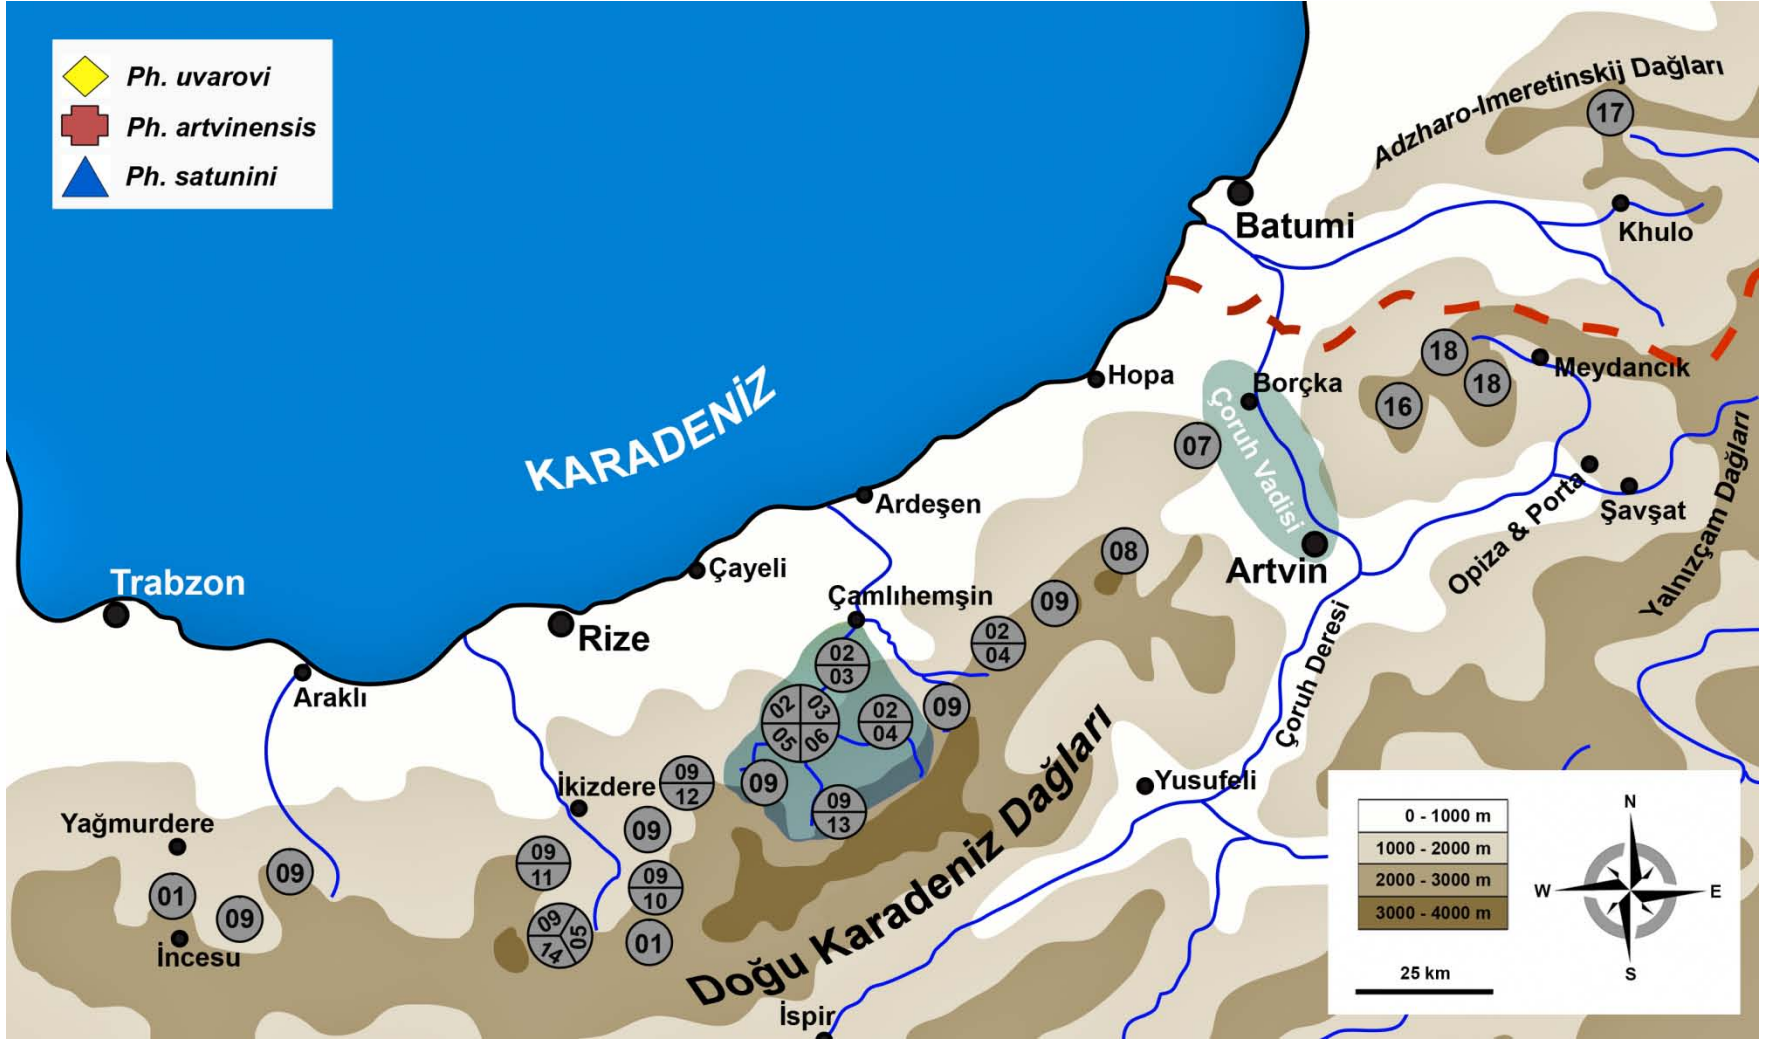 Ph. uvarovi
Ph. artvinensis
Ph. satunini
Adzharo-Imeretinskij Dağları
17
Batumi
Khulo
KARADENİZ
Hopa
Borçka
18
Meydancık
18
16
Çoruh Vadisi
07
Ardeşen
Opiza & Porta
Şavşat
Yalnızçam Dağları
Artvin
08
Çayeli
Trabzon
Rize
Çamlıhemşin
09
02
04
02
03
Araklı
02
03
05
06
02
04
09
Çoruh Deresi
İkizdere
09
12
09
09
13
Yusufeli
Yağmurdere
09
09
11
09
10
01
09
09
05
14
01
İncesu
Doğu Karadeniz Dağları
İspir
0 - 1000 m
1000 - 2000 m
2000 - 3000 m
3000 - 4000 m
25 km
N
W
E
S